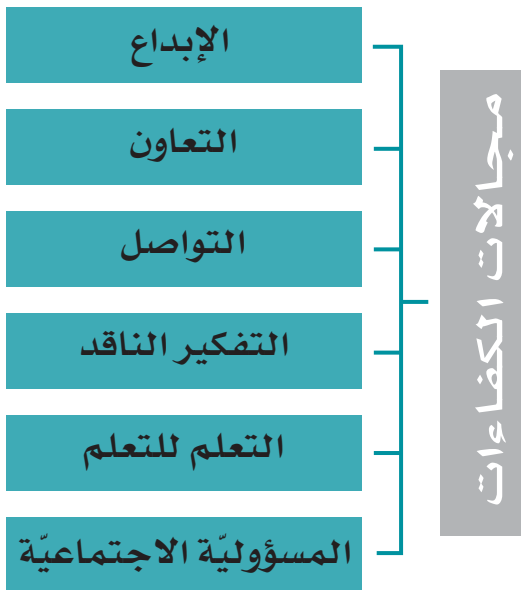 مجالات الكفاءات
الإبداع
التعاون
التواصل
التفكير الناقد
التعلم للتعلم
المسؤوليّة الاجتماعيّة